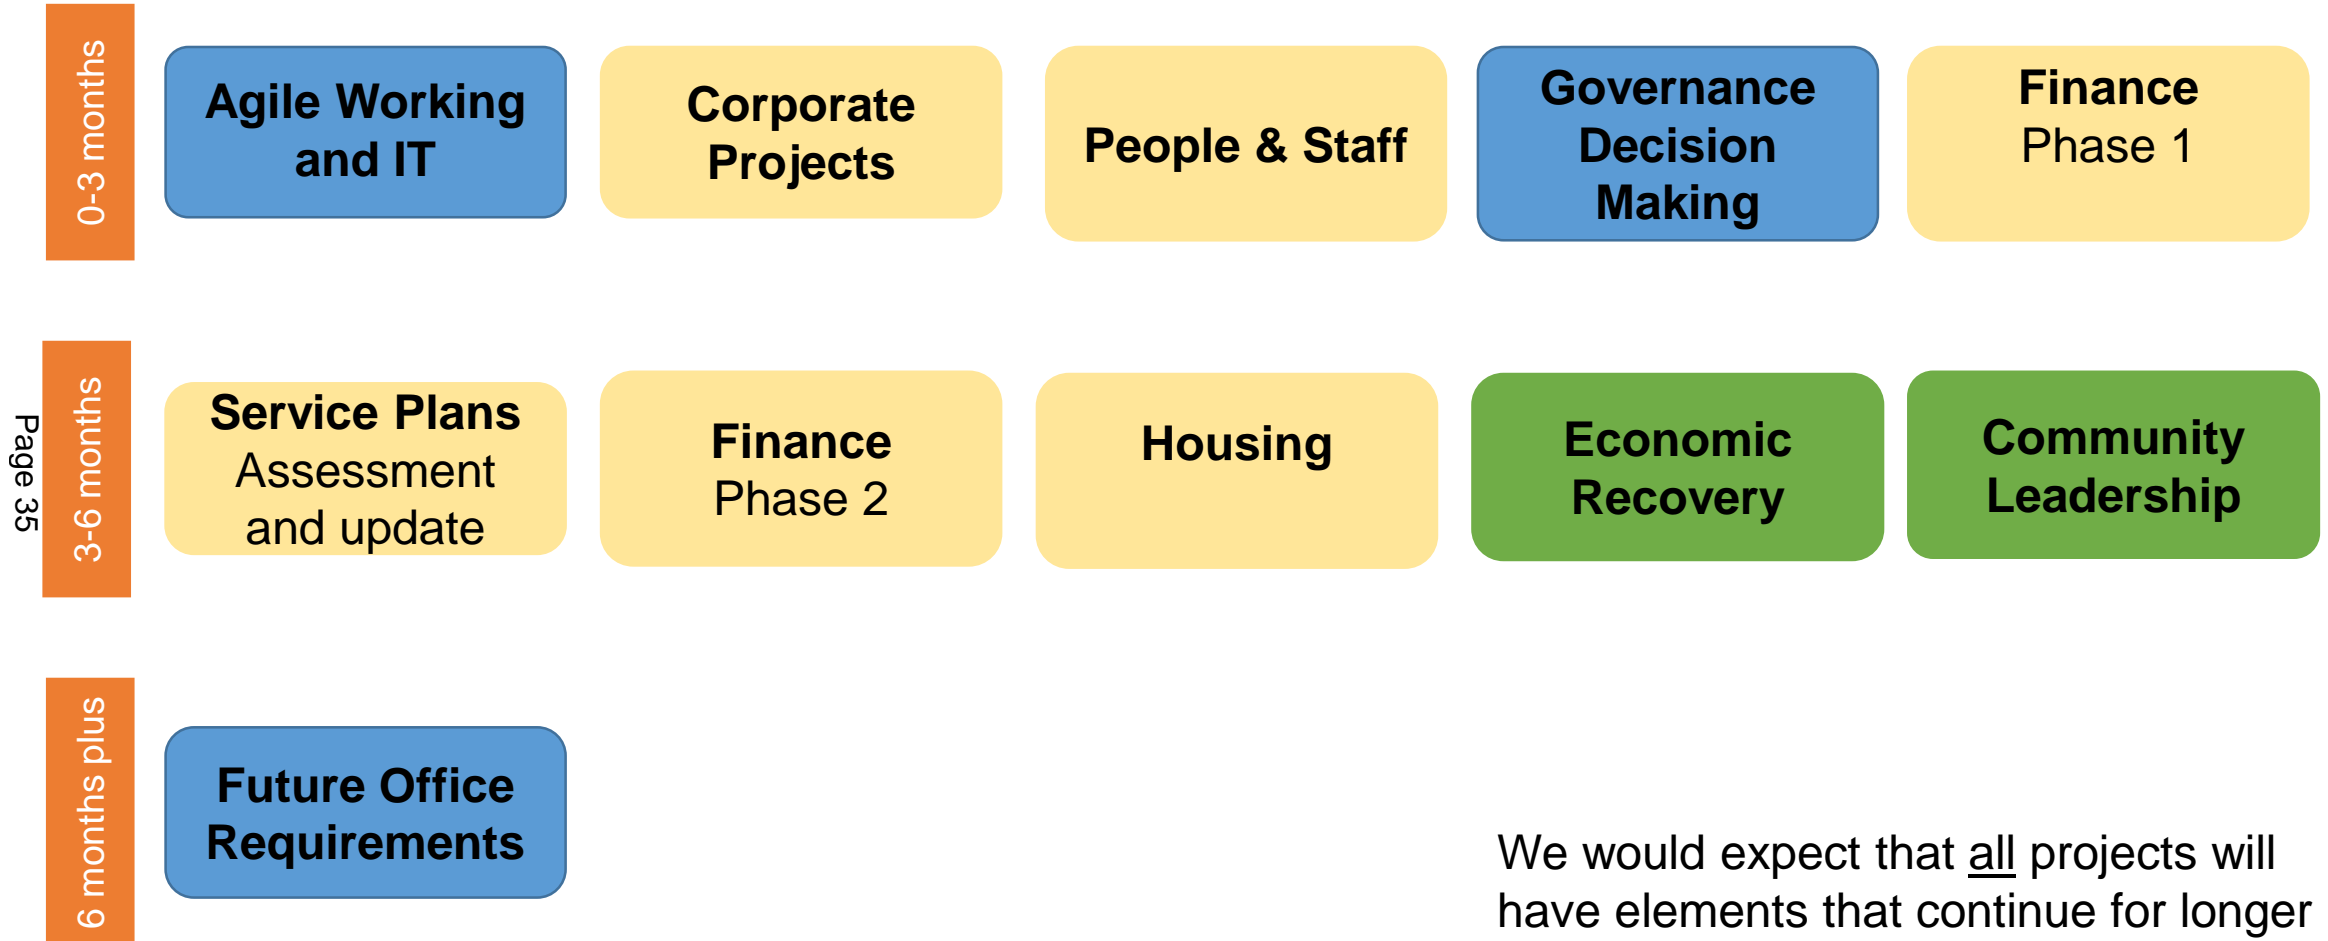 0-3 months
Agile Working
and IT
Corporate
Projects
People & Staff
Governance
Decision
Making
Finance
Phase 1
Page 35
3-6 months
Service Plans
Assessment
and update
Finance
Phase 2
Housing
Economic
Recovery
Community
Leadership
6 months plus
Future Office
Requirements
We would expect that all projects will
have elements that continue for longer